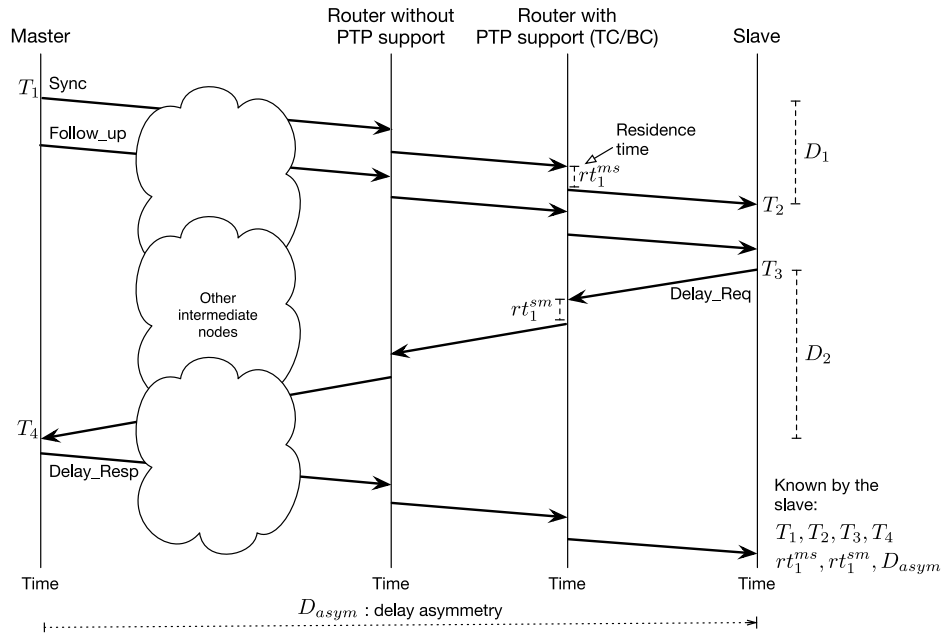 Router without
PTP support
Router with
PTP support (TC/BC)
Master
Slave
T₁
Sync
Follow_up
Residence
time
rt₁ᵐˢ
D₁
T₂
T₃
Delay_Req
rt₁ˢᵐ
Other
intermediate
nodes
D₂
T₄
Delay_Resp
Known by the
slave:
T₁, T₂, T₃, T₄
rt₁ᵐˢ, rt₁ˢᵐ, D_asym
Time
Time
Time
Time
D_asym : delay asymmetry